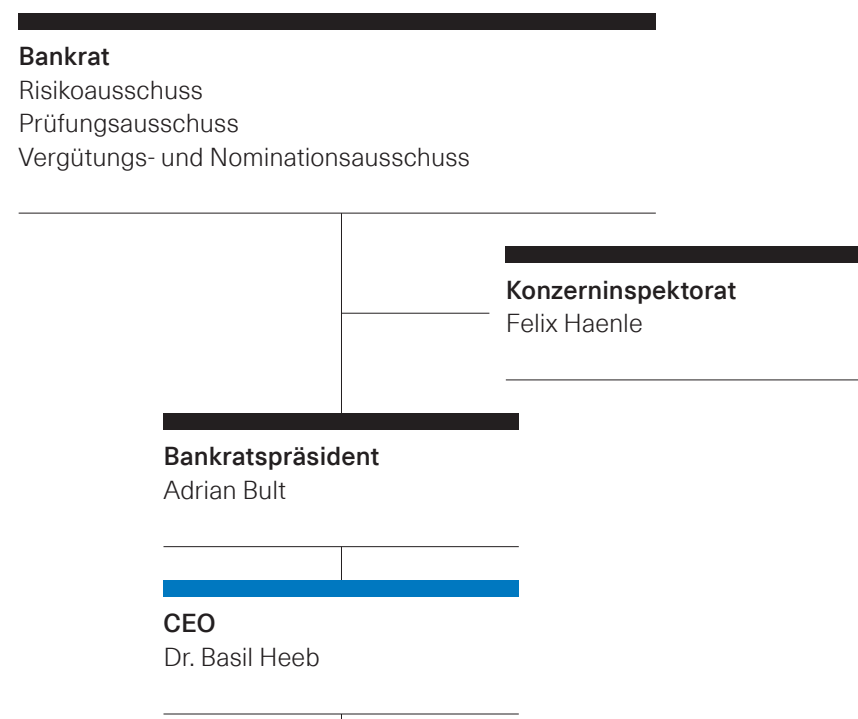 Bankrat
Risikoausschuss
Prüfungsausschuss
Vergütungs- und Nominationsausschuss
Konzerninspektorat
Felix Haenle
Bankratspräsident
Adrian Bult
CEO
Dr. Basil Heeb